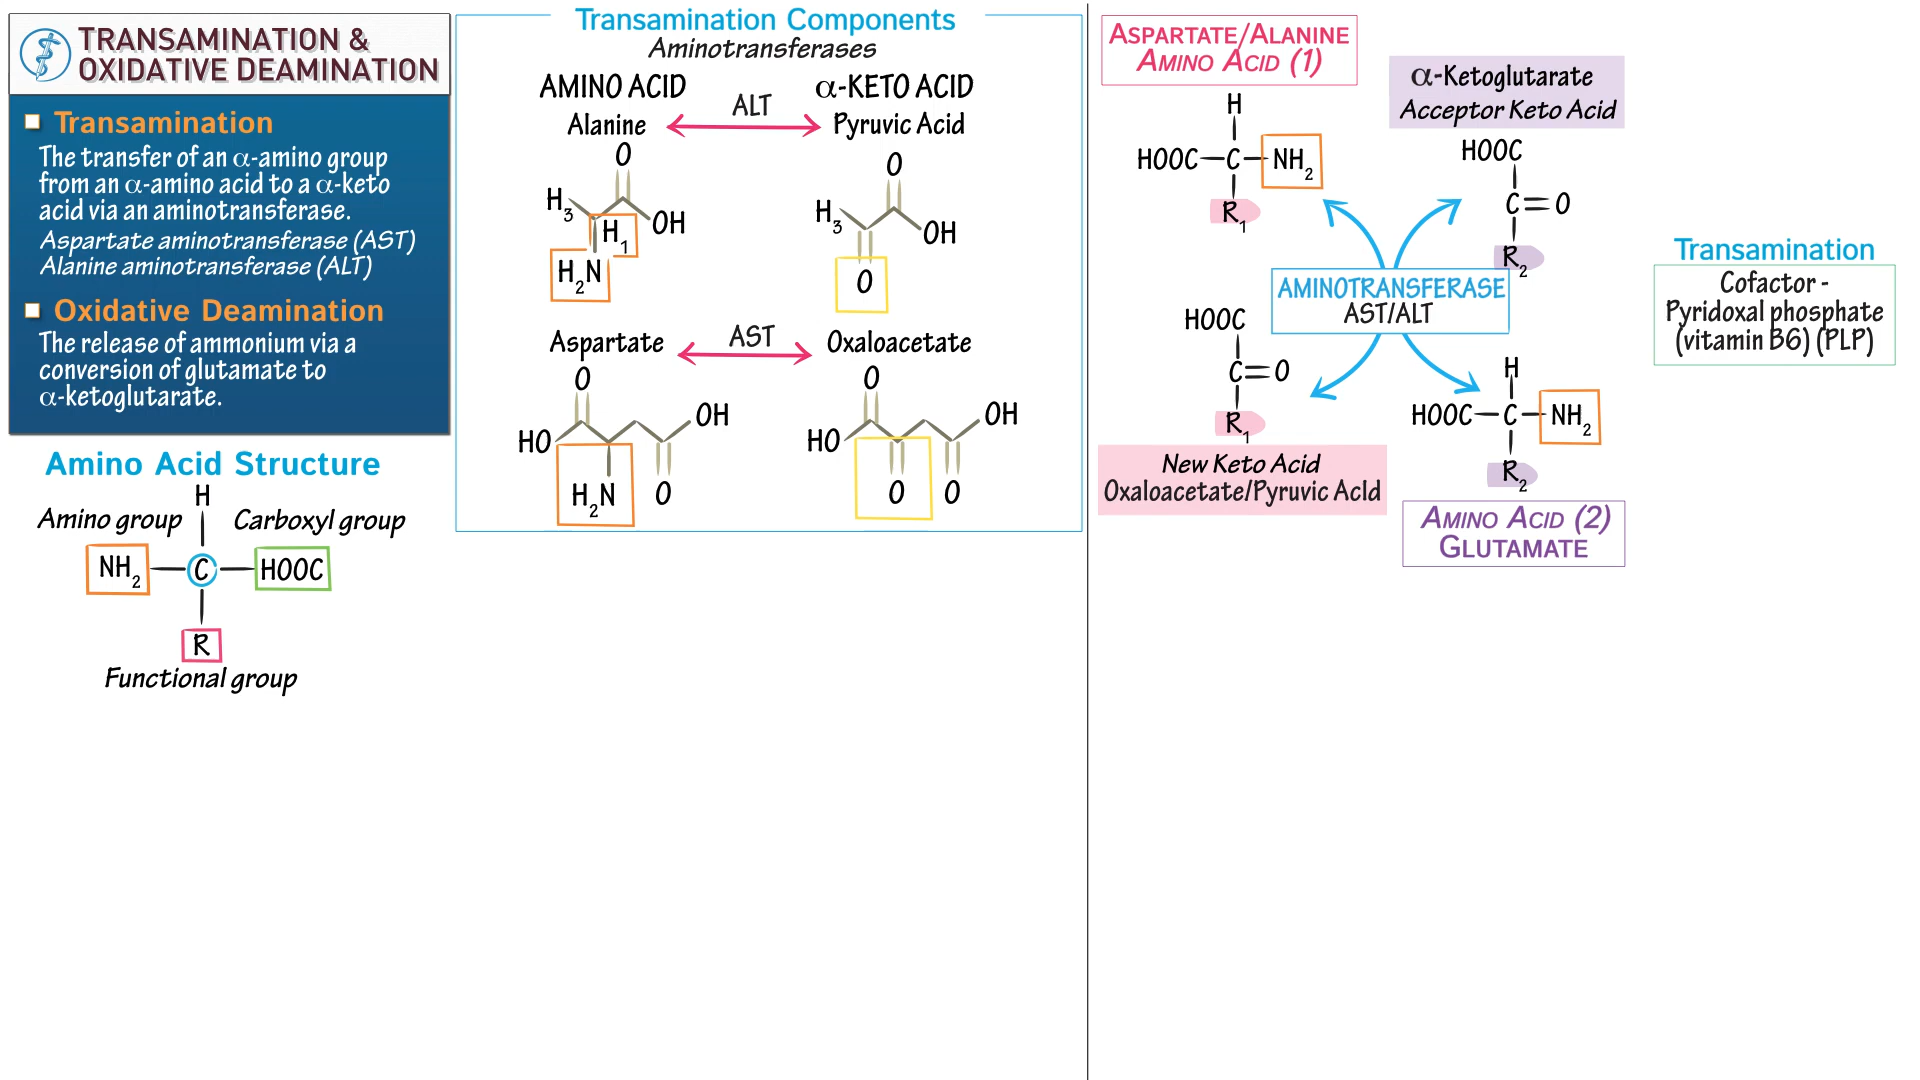 TRANSAMINATION &
OXIDATIVE DEAMINATION
Transamination
The transfer of an α-amino group
from an α-amino acid to a α-keto
acid via an aminotransferase.
Aspartate aminotransferase (AST)
Alanine aminotransferase (ALT)
Oxidative Deamination
The release of ammonium via a
conversion of glutamate to
α-ketoglutarate.
Amino Acid Structure
H
Amino group Carboxyl group
NH2 C HOOC
R
Functional group
Transamination Components
Aminotransferases
AMINO ACID α-KETO ACID
ALT
Alanine Pyruvic Acid
O O
H3 OH H3 OH
H1
H2N O
Aspartate AST Oxaloacetate
O O
OH OH
HO HO
H2N O O O
ASPARTATE/ALANINE
AMINO ACID (1)
H
HOOC C NH2
R1
α-Ketoglutarate
Acceptor Keto Acid
HOOC
C=O
R2
AMINOTRANSFERASE
AST/ALT
HOOC
C=O
R1
New Keto Acid
Oxaloacetate/Pyruvic AcId
H
HOOC C NH2
R2
AMINO ACID (2)
GLUTAMATE
Transamination
Cofactor -
Pyridoxal phosphate
(vitamin B6) (PLP)